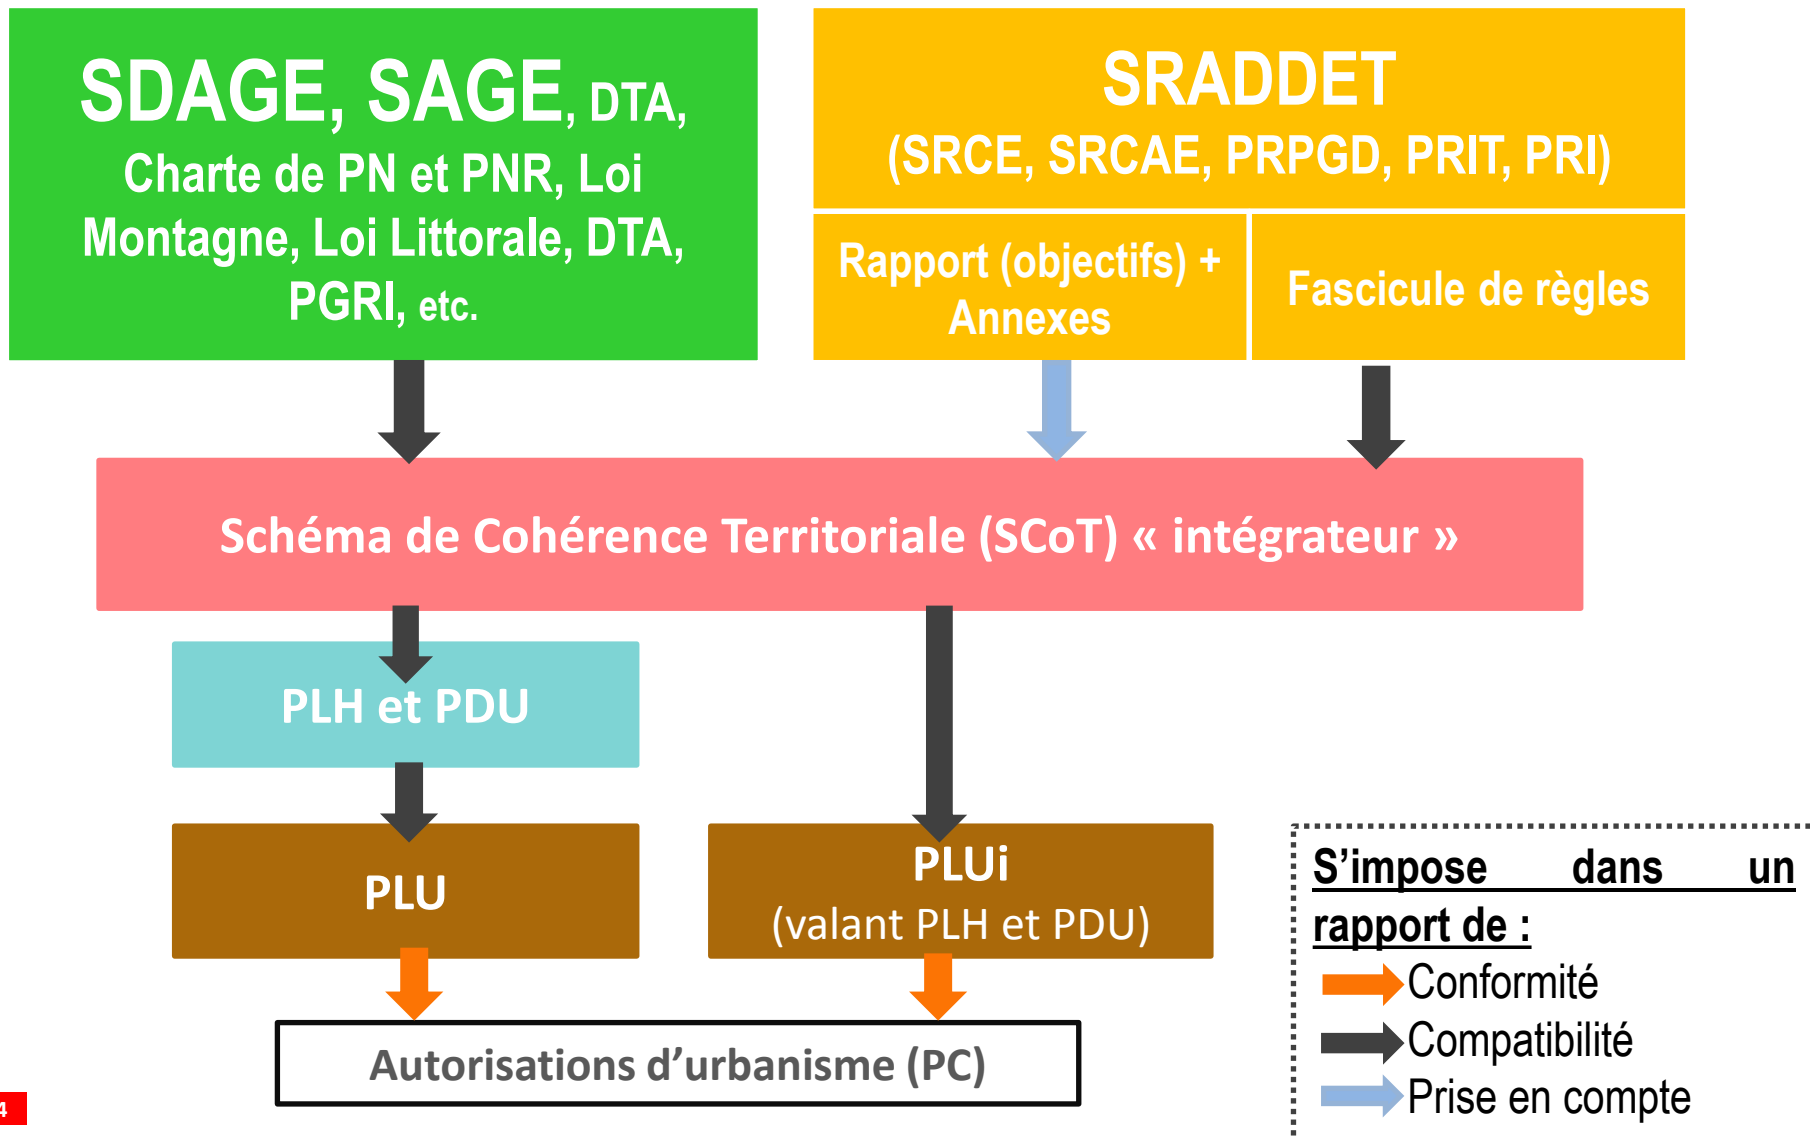 SDAGE, SAGE, DTA,
Charte de PN et PNR, Loi
Montagne, Loi Littorale, DTA,
PGRI, etc.
SRADDET
(SRCE, SRCAE, PRPGD, PRIT, PRI)
Rapport (objectifs) +
Annexes
Fascicule de règles
Schéma de Cohérence Territoriale (SCoT) « intégrateur »
PLH et PDU
PLU
PLUi
(valant PLH et PDU)
Autorisations d’urbanisme (PC)
S’impose dans un
rapport de :
Conformité
Compatibilité
Prise en compte
4